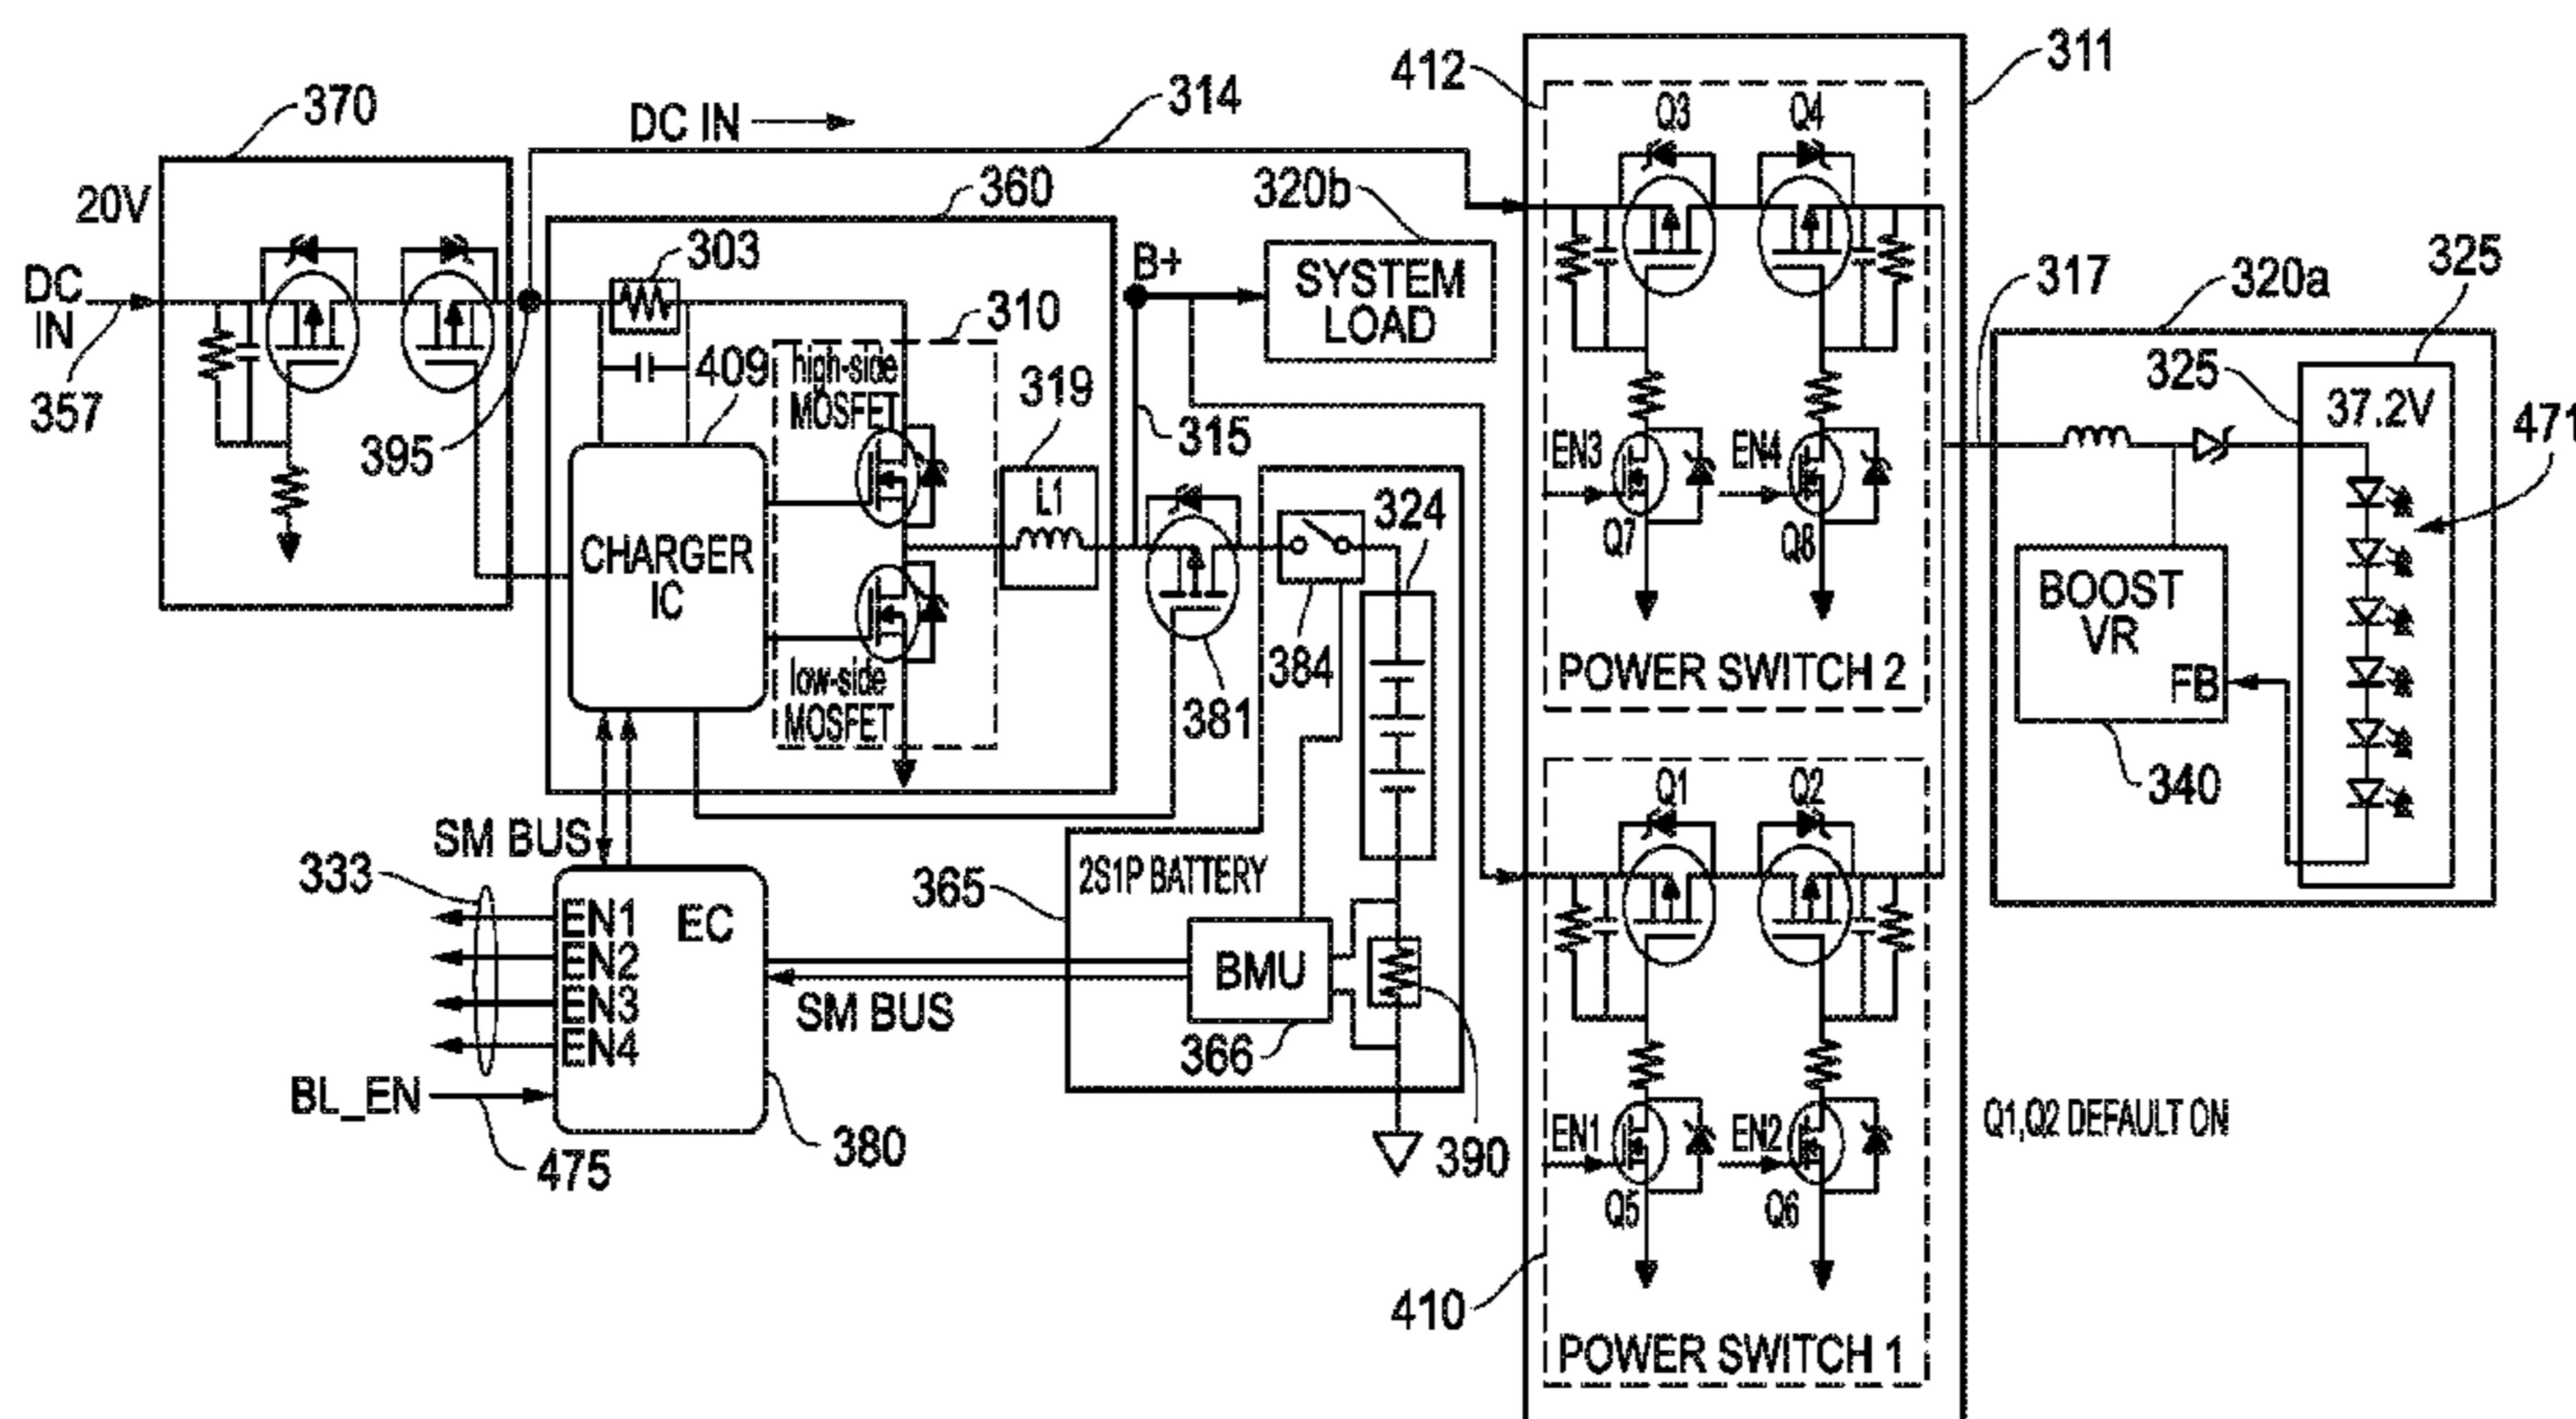 311
412
370
DC IN
314
Q3
Q4
20V
360
320b
DC
IN
303
B+
SYSTEM
LOAD
317
320a
325
325
310
37.2V
357
395
409
high-side
MOSFET
319
315
471
L1
EN3
EN4
324
CHARGER
IC
Q7
Q8
BOOST
VR
384
POWER SWITCH 2
FB
low-side
MOSFET
381
340
Q1
Q2
SM BUS
333
365
2S1P BATTERY
EN1
EC
EN2
BMU
EN3
SM BUS
EN4
366
BL_EN
380
390
EN1
EN2
Q1,Q2 DEFAULT ON
475
Q5
Q6
410
POWER SWITCH 1